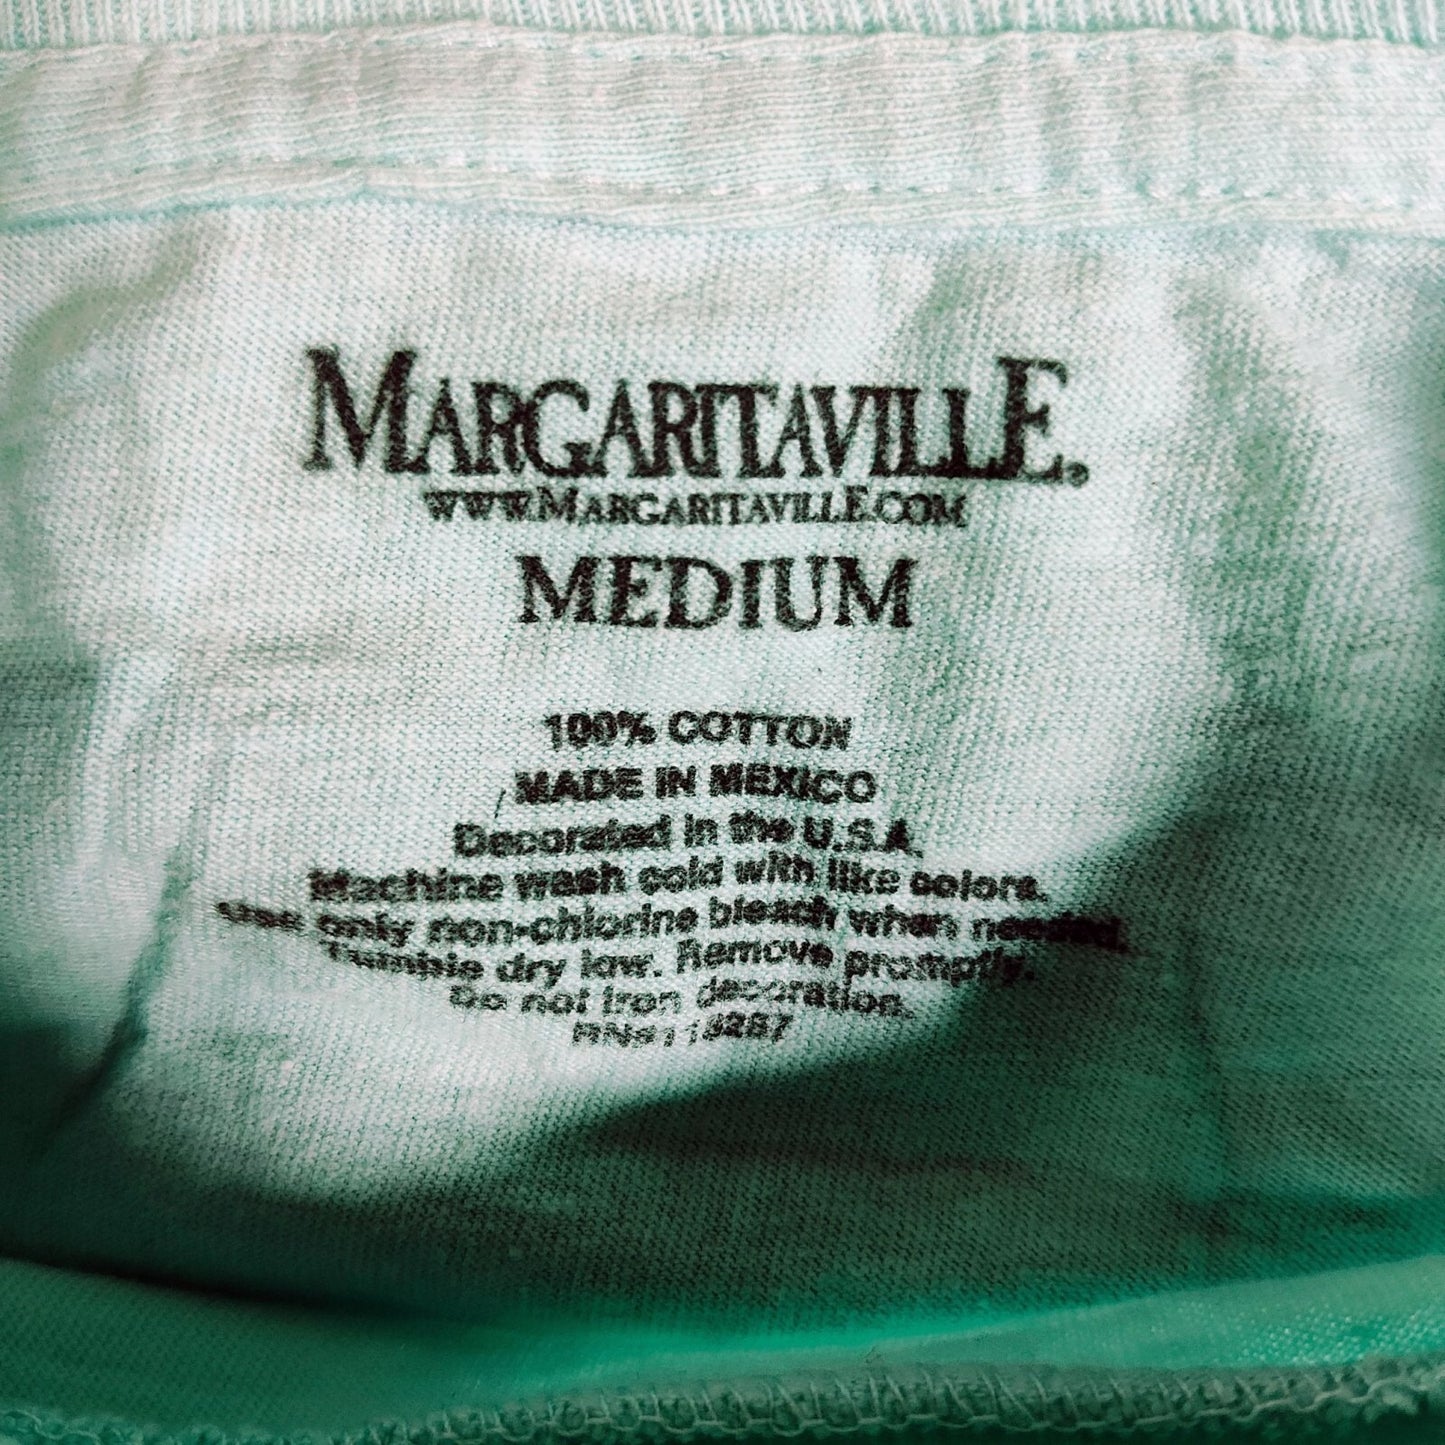 MARGARITAVILLE.
WWW.MARGARITAVILLE.COM
MEDIUM
100% COTTON
MADE IN MEXICO
Decorated in the U.S.A.
Machine wash cold with like colors.
Use only non-chlorine bleach when needed.
Tumble dry low. Remove promptly.
Do not iron decoration.